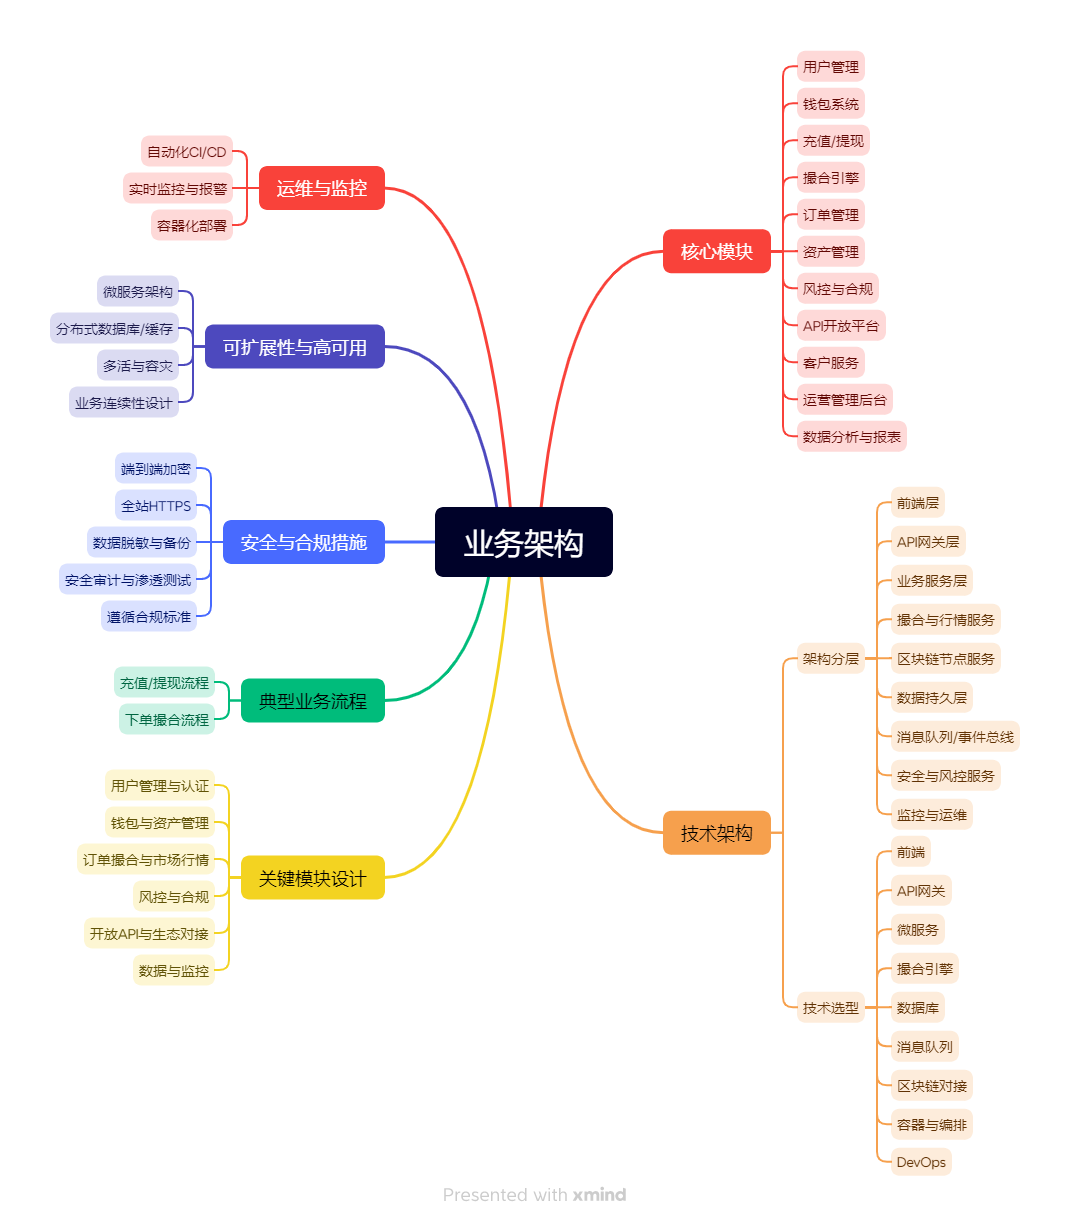 业务架构
核心模块
用户管理
钱包系统
充值/提现
撮合引擎
订单管理
资产管理
风控与合规
API开放平台
客户服务
运营管理后台
数据分析与报表
技术架构
架构分层
前端层
API网关层
业务服务层
撮合与行情服务
区块链节点服务
数据持久层
消息队列/事件总线
安全与风控服务
监控与运维
技术选型
前端
API网关
微服务
撮合引擎
数据库
消息队列
区块链对接
容器与编排
DevOps
运维与监控
自动化CI/CD
实时监控与报警
容器化部署
可扩展性与高可用
微服务架构
分布式数据库/缓存
多活与容灾
业务连续性设计
安全与合规措施
端到端加密
全站HTTPS
数据脱敏与备份
安全审计与渗透测试
遵循合规标准
典型业务流程
充值/提现流程
下单撮合流程
关键模块设计
用户管理与认证
钱包与资产管理
订单撮合与市场行情
风控与合规
开放API与生态对接
数据与监控
Presented with xmind